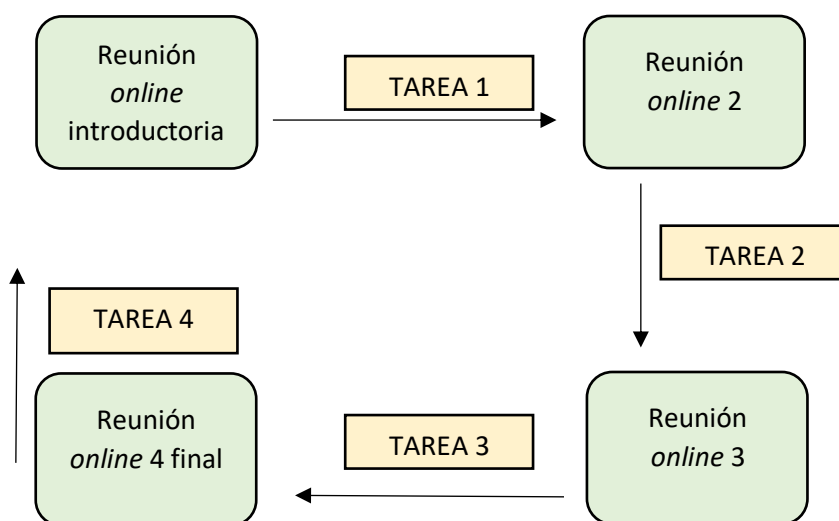 Reunión
online
introductoria
TAREA 1
Reunión
online 2
TAREA 2
Reunión
online 3
TAREA 3
Reunión
online 4 final
TAREA 4